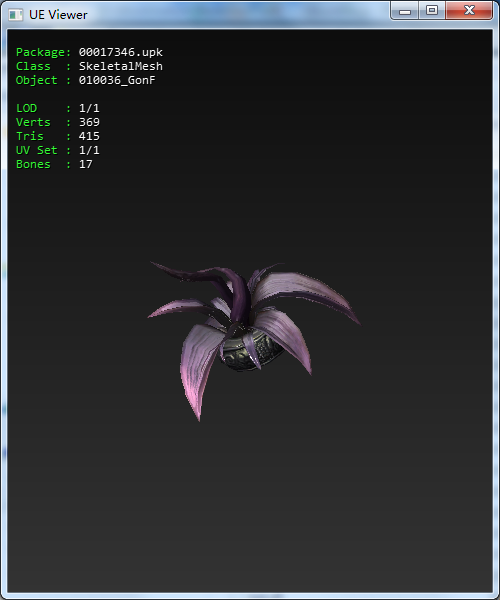 UE Viewer
Package: 00017346.upk
Class  : SkeletalMesh
Object : 010036_GonF
LOD    : 1/1
Verts  : 369
Tris   : 415
UV Set : 1/1
Bones  : 17